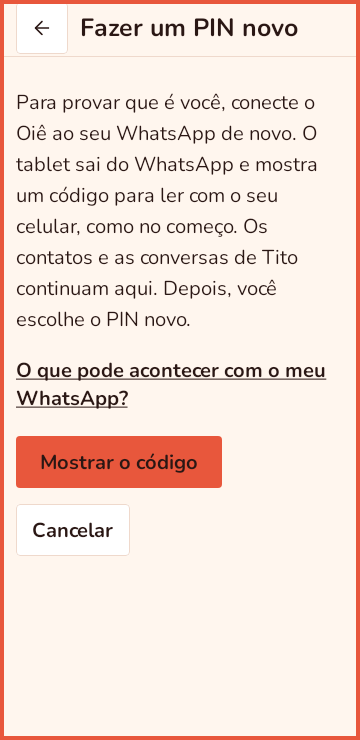 Fazer um PIN novo
Para provar que é você, conecte o
Oiê ao seu WhatsApp de novo. O
tablet sai do WhatsApp e mostra
um código para ler com o seu
celular, como no começo. Os
contatos e as conversas de Tito
continuam aqui. Depois, você
escolhe o PIN novo.
O que pode acontecer com o meu
WhatsApp?
Mostrar o código
Cancelar